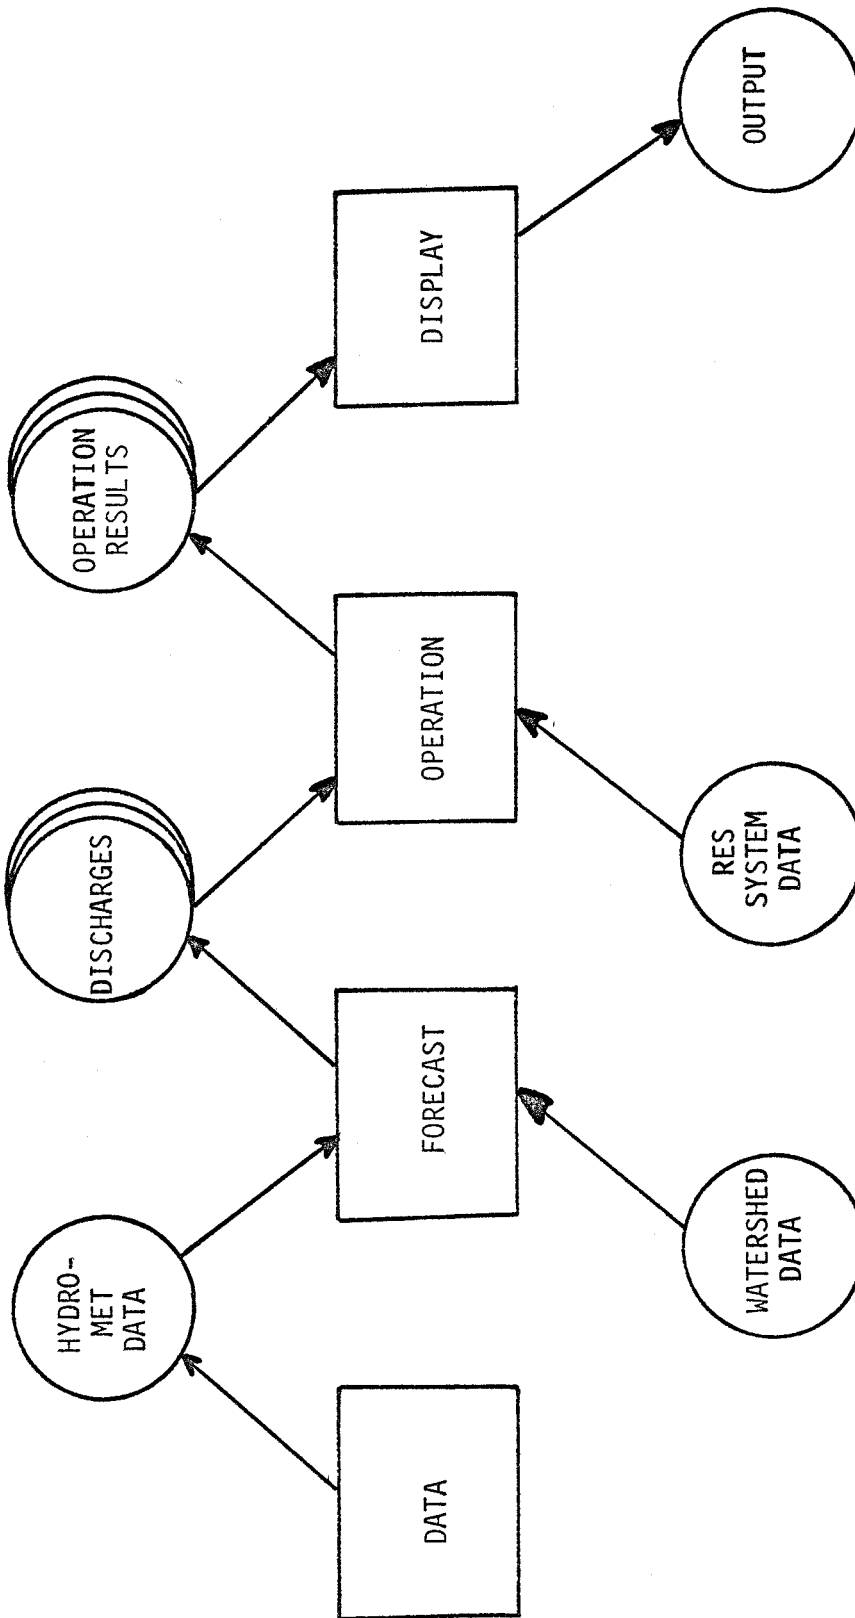 HYDRO-
MET
DATA
DISCHARGES
OPERATION
RESULTS
DATA
FORECAST
OPERATION
DISPLAY
WATERSHED
DATA
RES
SYSTEM
DATA
OUTPUT